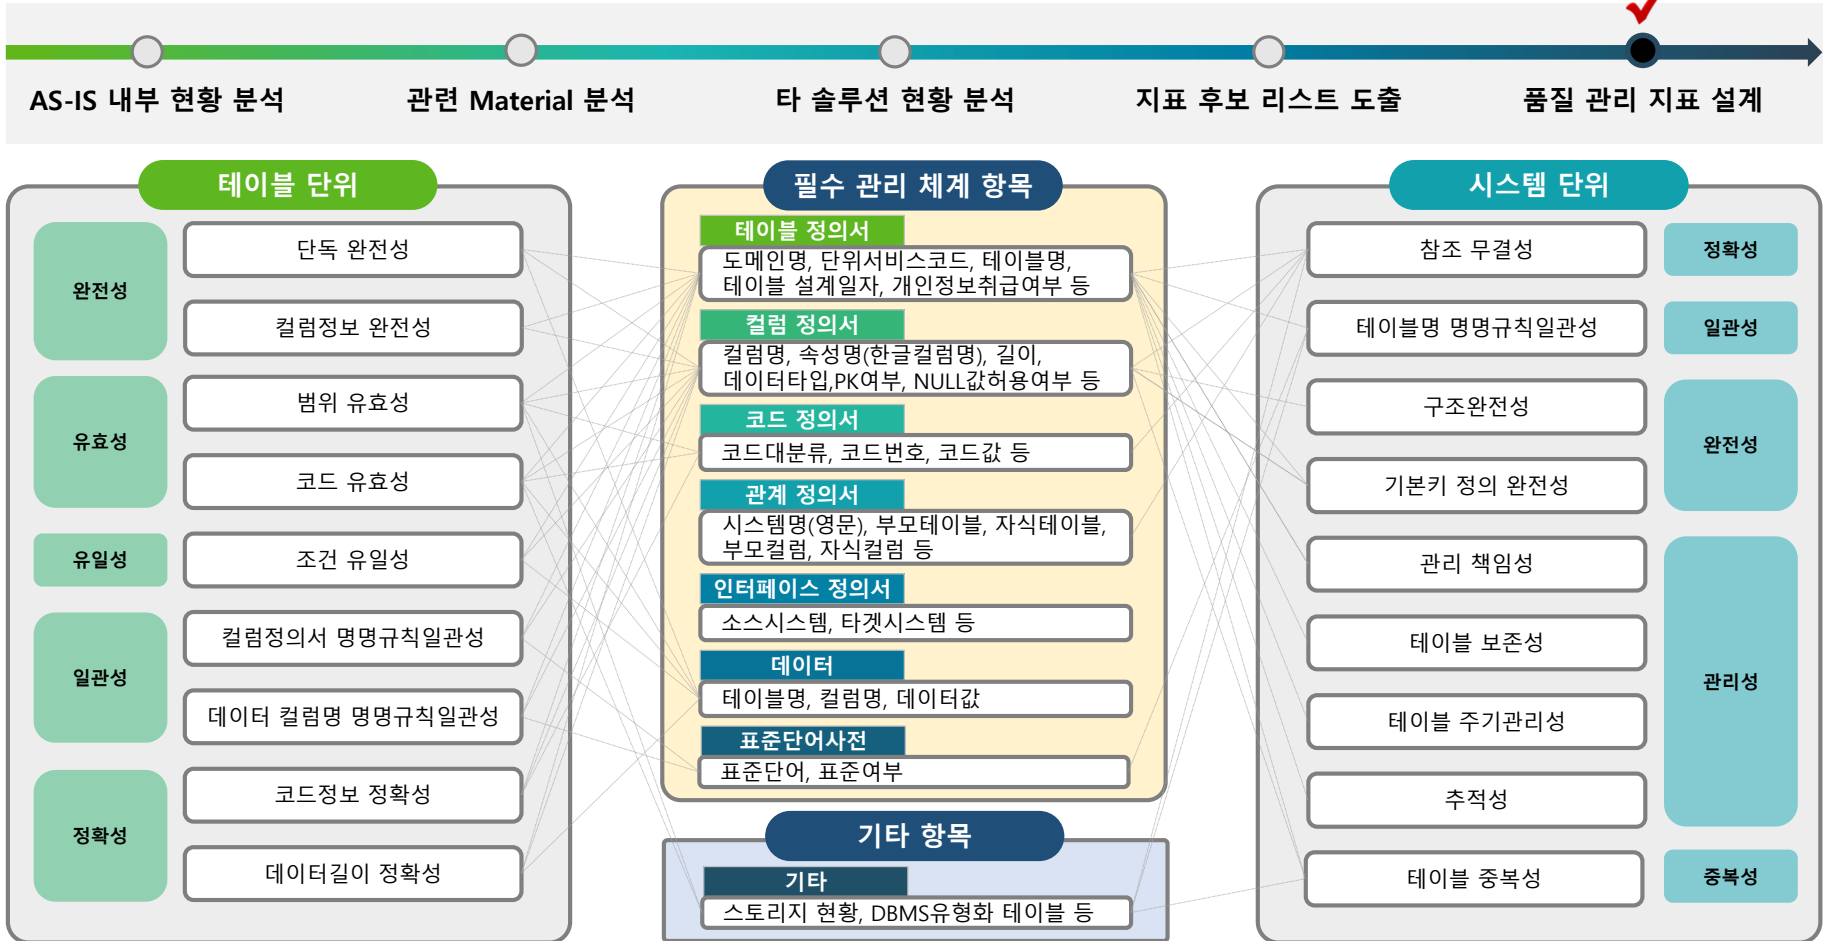 AS-IS 내부 현황 분석
관련 Material 분석
타 솔루션 현황 분석
지표 후보 리스트 도출
품질 관리 지표 설계
테이블 단위
완전성
단독 완전성
컬럼정보 완전성
유효성
범위 유효성
코드 유효성
유일성
조건 유일성
일관성
컬럼정의서 명명규칙일관성
데이터 컬럼명 명명규칙일관성
정확성
코드정보 정확성
데이터길이 정확성
필수 관리 체계 항목
테이블 정의서
도메인명, 단위서비스코드, 테이블명,
테이블 설계일자, 개인정보취급여부 등
컬럼 정의서
컬럼명, 속성명(한글컬럼명), 길이,
데이터타입,PK여부, NULL값허용여부 등
코드 정의서
코드대분류, 코드번호, 코드값 등
관계 정의서
시스템명(영문), 부모테이블, 자식테이블,
부모컬럼, 자식컬럼 등
인터페이스 정의서
소스시스템, 타겟시스템 등
데이터
테이블명, 컬럼명, 데이터값
표준단어사전
표준단어, 표준여부
기타 항목
기타
스토리지 현황, DBMS유형화 테이블 등
시스템 단위
참조 무결성
정확성
테이블명 명명규칙일관성
일관성
구조완전성
기본키 정의 완전성
완전성
관리 책임성
테이블 보존성
테이블 주기관리성
추적성
관리성
테이블 중복성
중복성